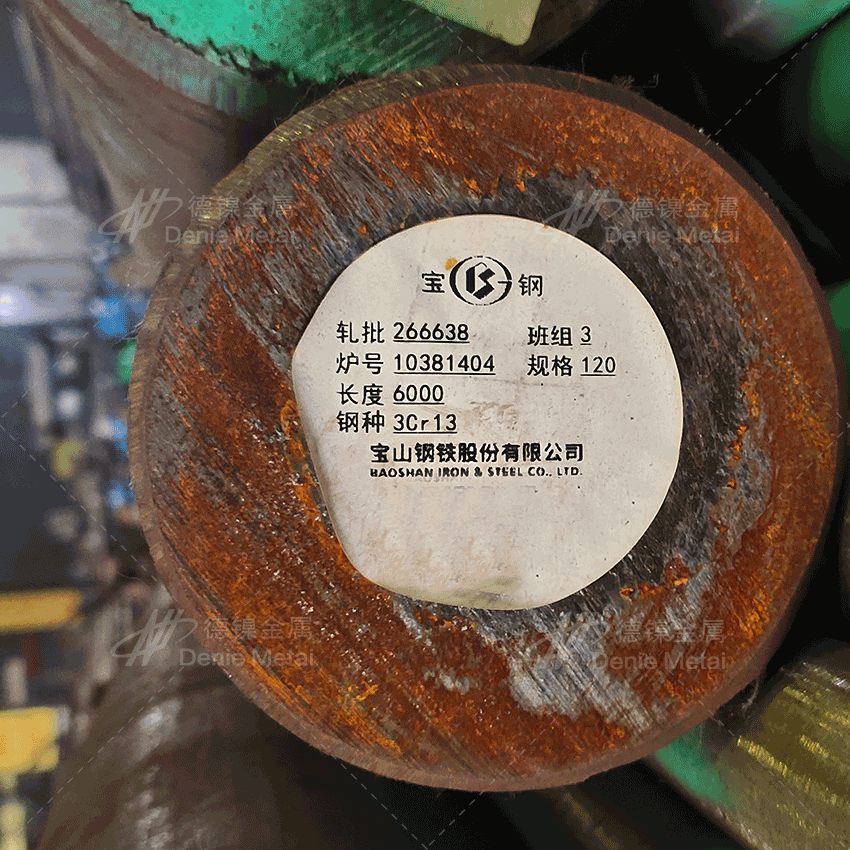 德镍金属
Denie Metal
德镍金属
Denie Metal
宝 钢
轧批 266638 班组 3
炉号 10381404 规格 120
长度 6000
钢种 3Cr13
宝山钢铁股份有限公司
BAOSHAN IRON & STEEL CO., LTD.
德镍金属
Denie Metal
德镍金属
Denie Metal